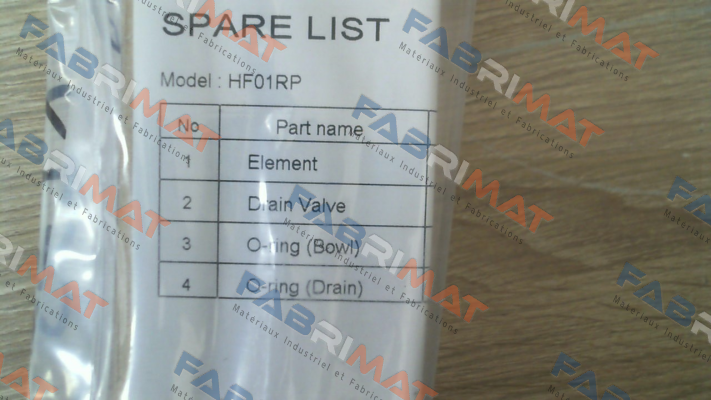 SPARE LIST
Model : HF01RP
No Part name
1 Element
2 Drain Valve
3 O-ring (Bowl)
4 O-ring (Drain)
FABRIMAT
Materiaux Industriel et Fabrications